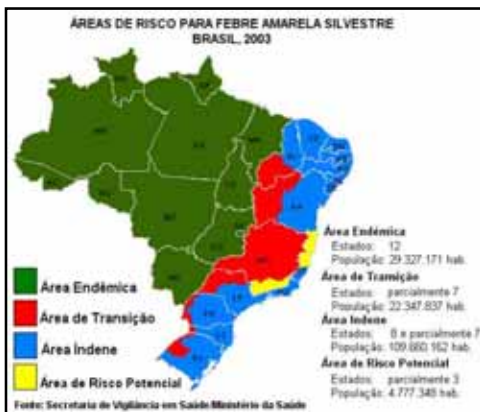 ÁREAS DE RISCO PARA FEBRE AMARELA SILVESTRE
BRASIL, 2003
Área Endêmica
Estados: 12
População: 29.327.171 hab.
Área de Transição
Estados: parcialmente 7
População: 22.347.837 hab.
Área Indene
Estados: 8 e parcialmente 7
População: 109.660.162 hab.
Área de Risco Potencial
Estados: parcialmente 3
População: 4.777.348 hab.
Área Endêmica
Área de Transição
Área Indene
Área de Risco Potencial
Fonte: Secretaria de Vigilância em Saúde/Ministério da Saúde